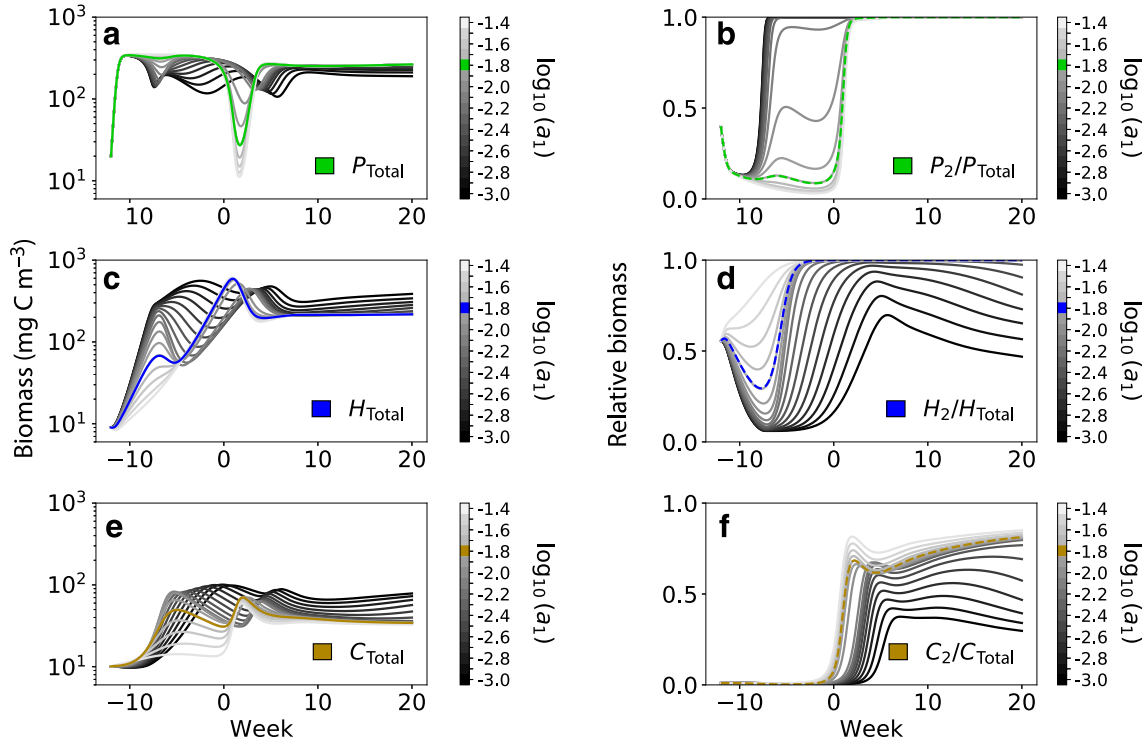 a
10³
10²
10¹
P_Total
10 0 10 20
-1.4
-1.6
-1.8
-2.0
-2.2
-2.4
-2.6
-2.8
-3.0
log₁₀ (a₁)
b
1.0
0.5
0.0
P₂/P_Total
10 0 10 20
-1.4
-1.6
-1.8
-2.0
-2.2
-2.4
-2.6
-2.8
-3.0
log₁₀ (a₁)
Biomass (mg C m⁻³)
c
10³
10²
10¹
H_Total
−10 0 10 20
-1.4
-1.6
-1.8
-2.0
-2.2
-2.4
-2.6
-2.8
-3.0
log₁₀ (a₁)
Relative biomass
d
1.0
0.5
0.0
H₂/H_Total
−10 0 10 20
-1.4
-1.6
-1.8
-2.0
-2.2
-2.4
-2.6
-2.8
-3.0
log₁₀ (a₁)
e
10³
10²
10¹
C_Total
−10 0 10 20
Week
-1.4
-1.6
-1.8
-2.0
-2.2
-2.4
-2.6
-2.8
-3.0
log₁₀ (a₁)
f
1.0
0.5
0.0
C₂/C_Total
−10 0 10 20
Week
-1.4
-1.6
-1.8
-2.0
-2.2
-2.4
-2.6
-2.8
-3.0
log₁₀ (a₁)